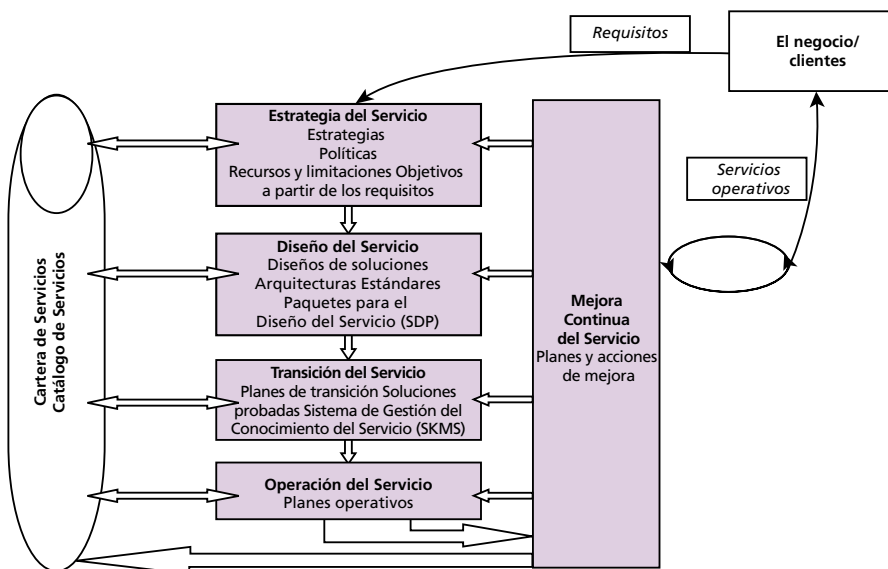 Requisitos
El negocio/
clientes
Estrategia del Servicio
Estrategias
Políticas
Recursos y limitaciones Objetivos
a partir de los requisitos
Servicios
operativos
Diseño del Servicio
Diseños de soluciones
Arquitecturas Estándares
Paquetes para el
Diseño del Servicio (SDP)
Cartera de Servicios
Catálogo de Servicios
Mejora
Continua
del Servicio
Planes y acciones
de mejora
Transición del Servicio
Planes de transición Soluciones
probadas Sistema de Gestión del
Conocimiento del Servicio (SKMS)
Operación del Servicio
Planes operativos